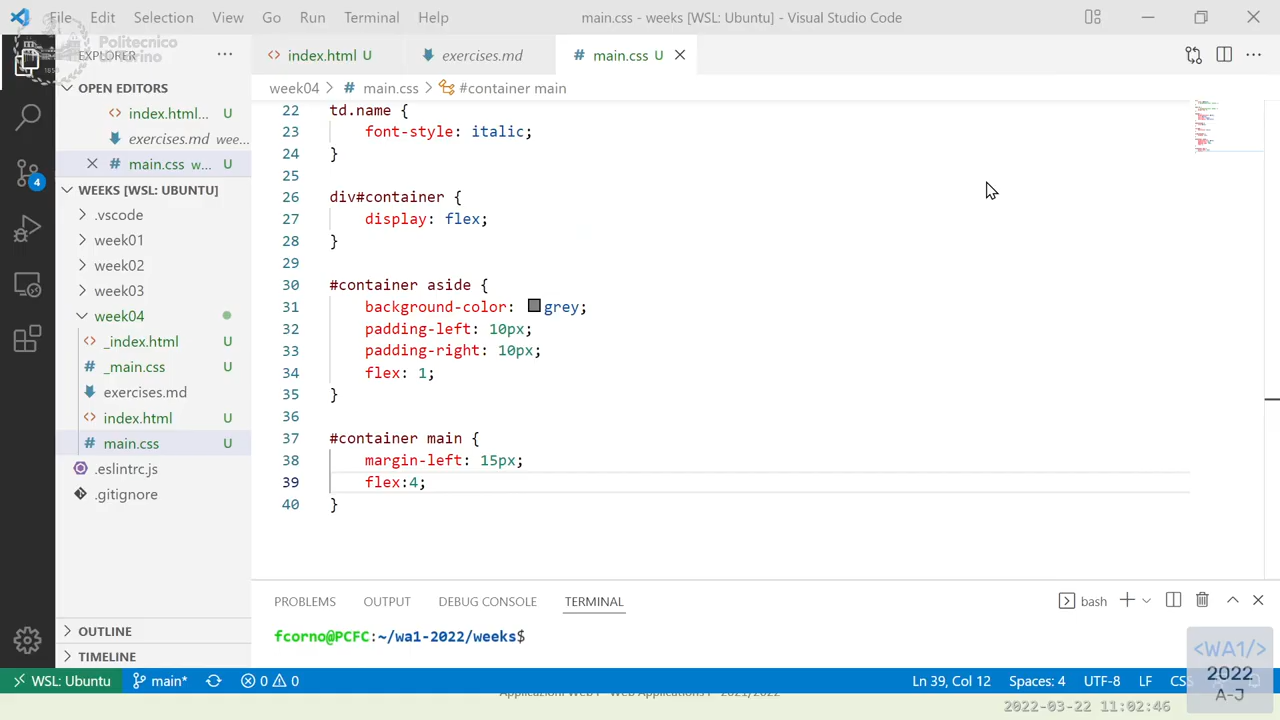 File Edit Selection View Go Run Terminal Help main.css - weeks [WSL: Ubuntu] - Visual Studio Code
Politecnico
EXPLORER
index.html U exercises.md # main.css U
week04 > # main.css > #container main
OPEN EDITORS
index.html... U
exercises.md wee...
# main.css w... U
WEEKS [WSL: UBUNTU]
.vscode
week01
week02
week03
week04
_index.html U
# _main.css U
exercises.md
index.html U
# main.css U
.eslintrc.js
.gitignore
OUTLINE
TIMELINE
4
22 td.name {
23 font-style: italic;
24 }
25
26 div#container {
27 display: flex;
28 }
29
30 #container aside {
31 background-color: grey;
32 padding-left: 10px;
33 padding-right: 10px;
34 flex: 1;
35 }
36
37 #container main {
38 margin-left: 15px;
39 flex:4;
40 }
PROBLEMS OUTPUT DEBUG CONSOLE TERMINAL bash
fcorno@PCFC:~/wa1-2022/weeks$
WSL: Ubuntu main* 0 0 Ln 39, Col 12 Spaces: 4 UTF-8 LF CSS
<WA1/>
2022
A-J
Applicazioni Web I - Web Applications I - 2021/2022
2022-03-22 11:02:46